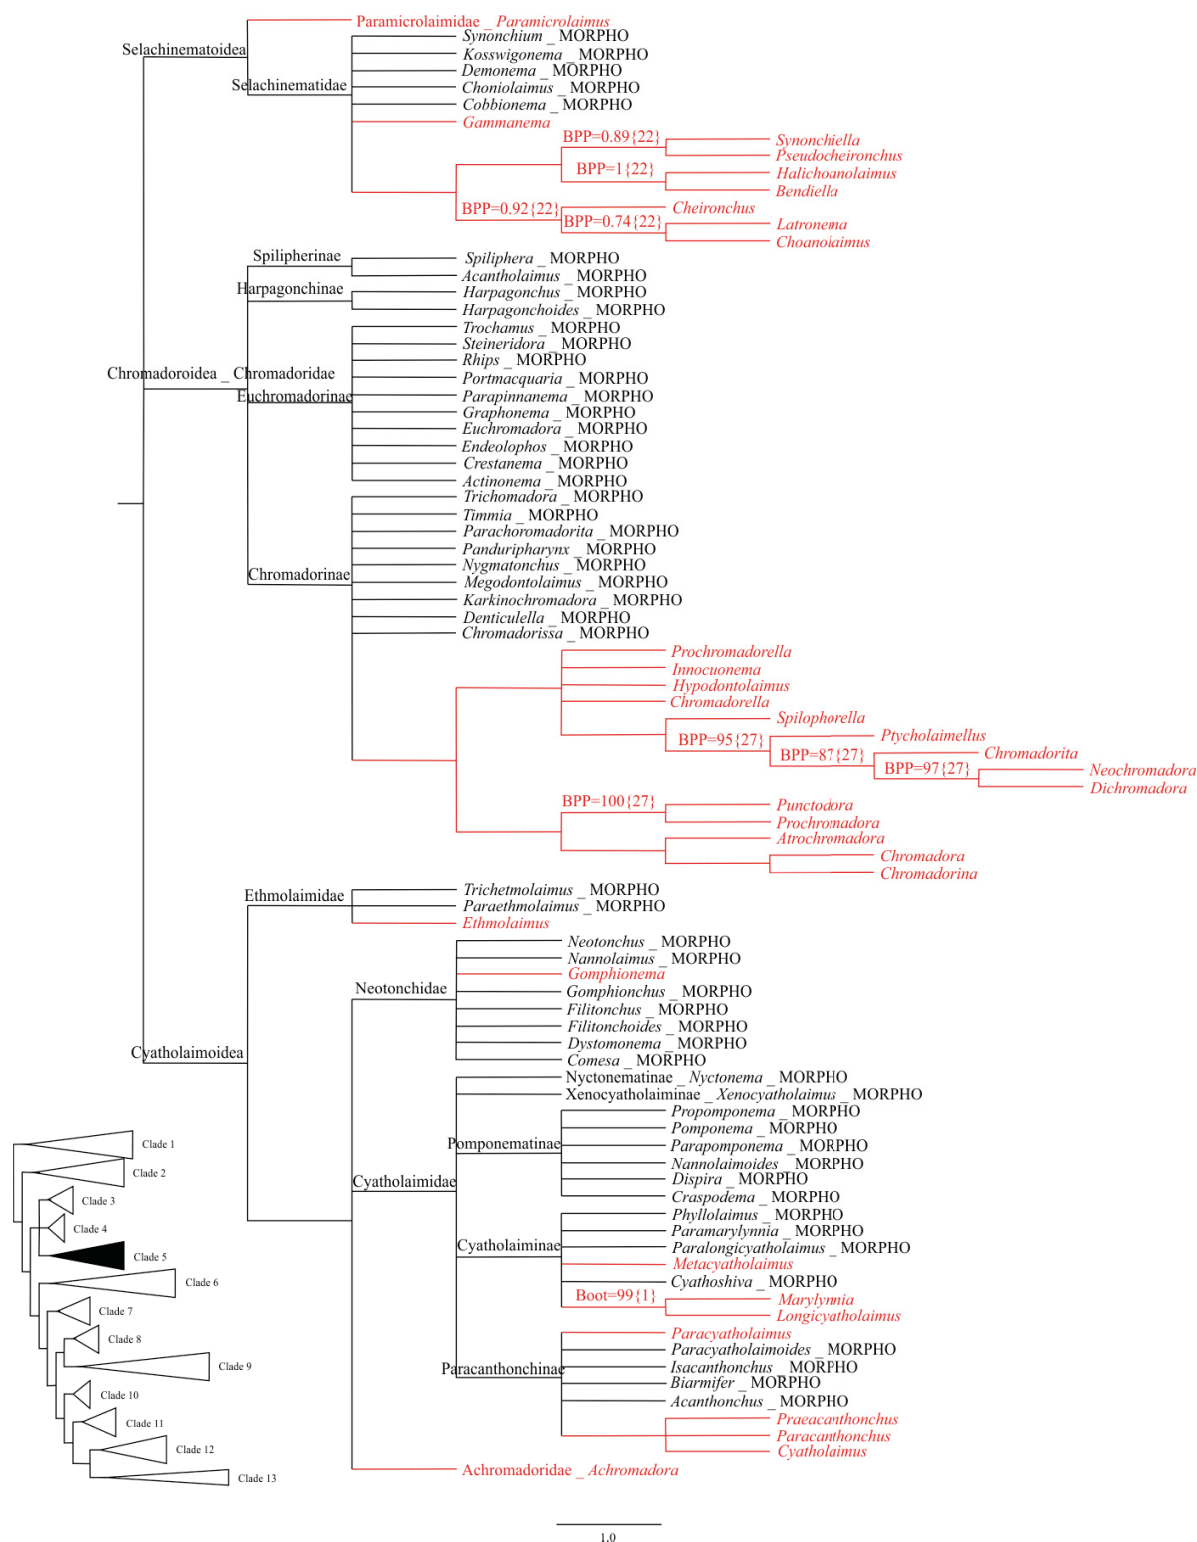 Paramicrolaimidae _ Paramicrolaimus
Synonchium _ MORPHO
Selachinematoidea
Kosswigonema _ MORPHO
Demonema _ MORPHO
Selachinematidae
Choniolaimus _ MORPHO
Cobbionema _ MORPHO
Gammanema
BPP=0.89{22}
Synonchiella
Pseudocheironchus
BPP=1{22}
Halichoanolaimus
Bendiella
BPP=0.92{22}
Cheironchus
BPP=0.74{22}
Latronema
Choanolaimus
Spilipherinae
Spiliphera _ MORPHO
Acantholaimus _ MORPHO
Harpagonchinae
Harpagonchus _ MORPHO
Harpagonchoides _ MORPHO
Trochamus _ MORPHO
Steineridora _ MORPHO
Rhips _ MORPHO
Chromadoroidea _ Chromadoridae
Portmacquaria _ MORPHO
Euchromadorinae
Parapinnanema _ MORPHO
Graphonema _ MORPHO
Euchromadora _ MORPHO
Endeolophos _ MORPHO
Crestanema _ MORPHO
Actinonema _ MORPHO
Trichomadora _ MORPHO
Timmia _ MORPHO
Parachoromadorita _ MORPHO
Panduripharynx _ MORPHO
Nygmatonchus _ MORPHO
Chromadorinae
Megodontolaimus _ MORPHO
Karkinochromadora _ MORPHO
Denticulella _ MORPHO
Chromadorissa _ MORPHO
Prochromadorella
Innocuonema
Hypodontolaimus
Chromadorella
Spilophorella
BPP=95{27}
Ptycholaimellus
BPP=87{27}
Chromadorita
BPP=97{27}
Neochromadora
Dichromadora
BPP=100{27}
Punctodora
Prochromadora
Atrochromadora
Chromadora
Chromadorina
Ethmolaimidae
Trichetmolaimus _ MORPHO
Paraethmolaimus _ MORPHO
Ethmolaimus
Neotonchus _ MORPHO
Nannolaimus _ MORPHO
Gomphionema
Neotonchidae
Gomphionchus _ MORPHO
Filitonchus _ MORPHO
Filitonchoides _ MORPHO
Dystomonema _ MORPHO
Cyatholaimoidea
Comesa _ MORPHO
Nyctonematinae _ Nyctonema _ MORPHO
Xenocyatholaiminae _ Xenocyatholaimus _ MORPHO
Propomponema _ MORPHO
Pomponema _ MORPHO
Pomponematinae
Parapomponema _ MORPHO
Nannolaimoides _ MORPHO
Cyatholaimidae
Dispira _ MORPHO
Craspodema _ MORPHO
Phyllolaimus _ MORPHO
Paramarylynnia _ MORPHO
Cyatholaiminae
Paralongicyatholaimus _ MORPHO
Metacyatholaimus
Cyathoshiva _ MORPHO
Boot=99{1}
Marylynnia
Longicyatholaimus
Paracyatholaimus
Paracyatholaimoides _ MORPHO
Paracanthonchinae
Isacanthonchus _ MORPHO
Biarmifer _ MORPHO
Acanthonchus _ MORPHO
Praeacanthonchus
Paracanthonchus
Cyatholaimus
Achromadoridae _ Achromadora
Clade 1
Clade 2
Clade 3
Clade 4
Clade 5
Clade 6
Clade 7
Clade 8
Clade 9
Clade 10
Clade 11
Clade 12
Clade 13
1.0